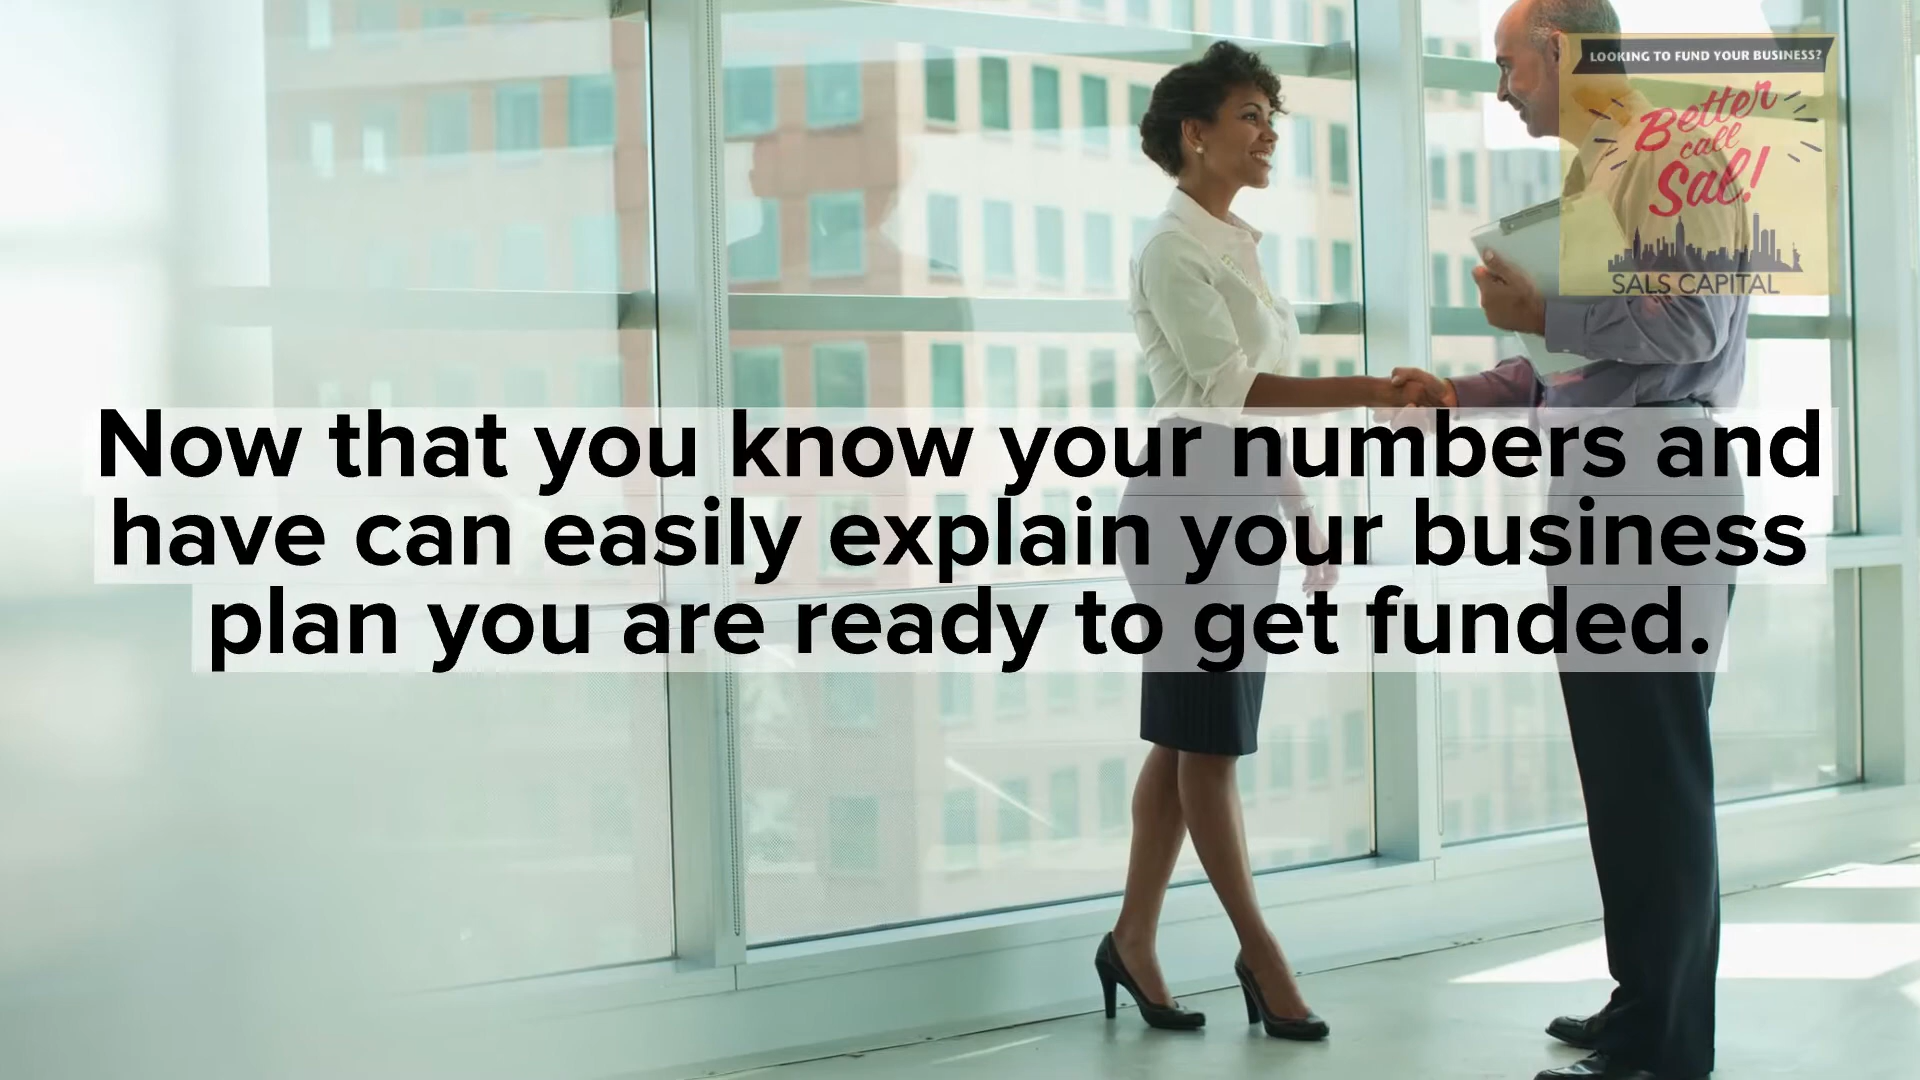 LOOKING TO FUND YOUR BUSINESS?
Better
call
Sal!
SALS CAPITAL
Now that you know your numbers and
have can easily explain your business
plan you are ready to get funded.